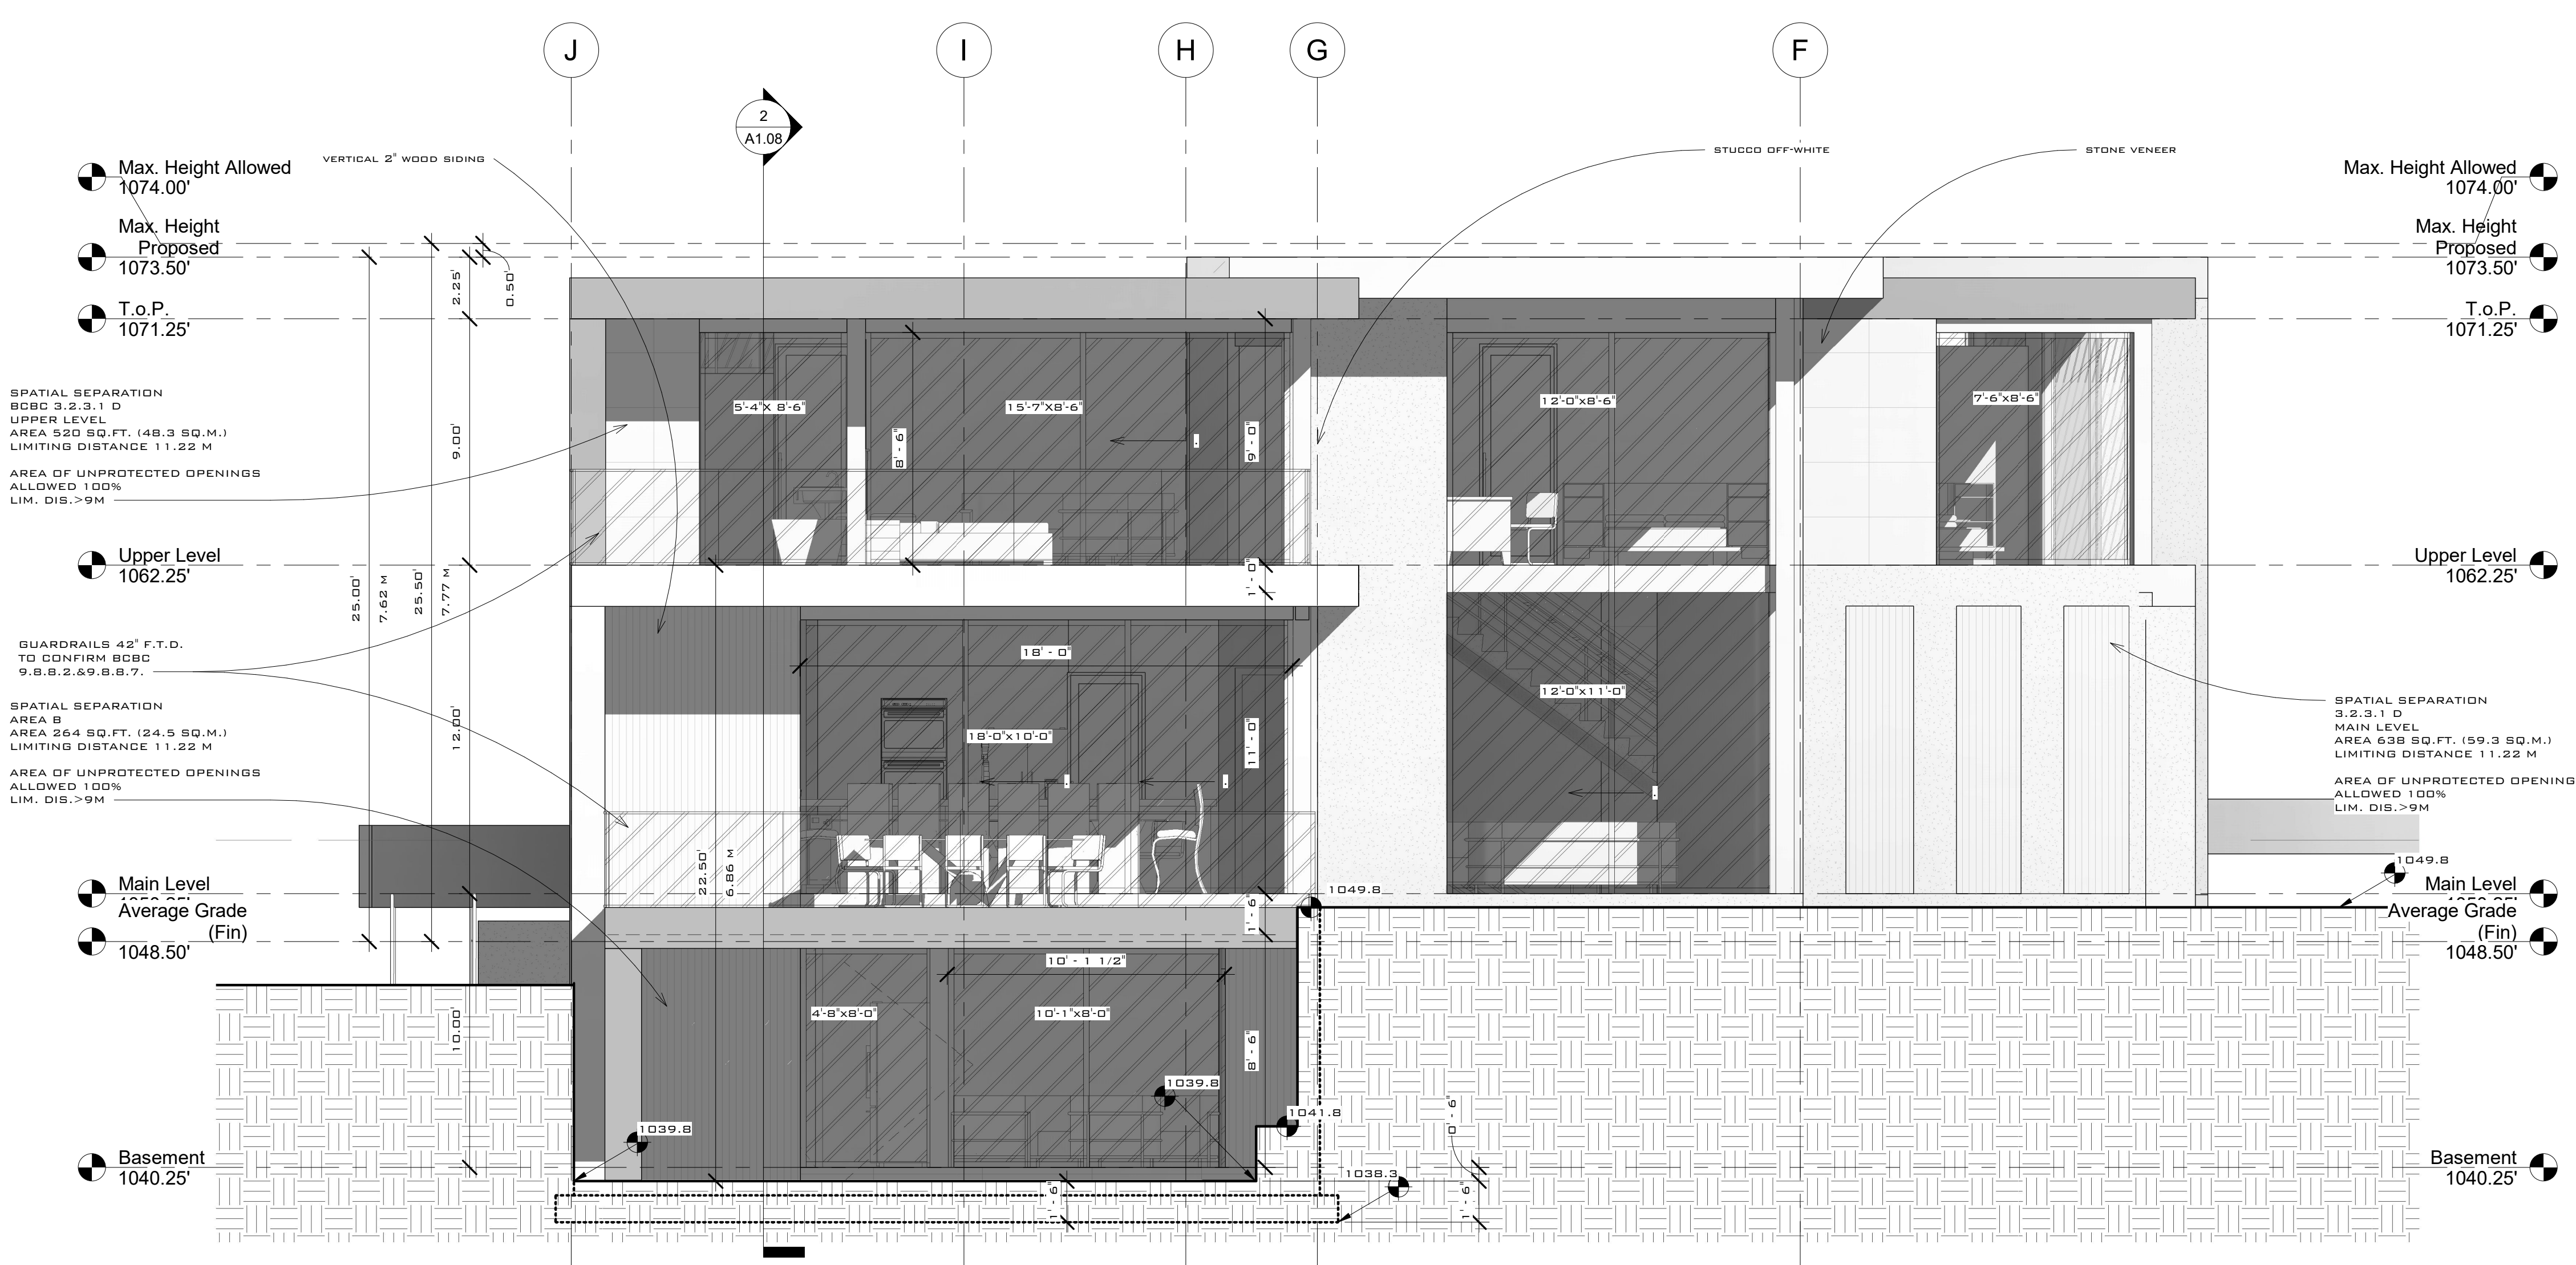 J
I
H
G
F
2
A1.08
VERTICAL 2" WOOD SIDING
STUCCO OFF-WHITE
STONE VENEER
Max. Height Allowed
1074.00'
Max. Height
Proposed
1073.50'
T.o.P.
1071.25'
Max. Height Allowed
1074.00'
Max. Height
Proposed
1073.50'
T.o.P.
1071.25'
2.25'
0.50'
SPATIAL SEPARATION
BCBC 3.2.3.1 D
UPPER LEVEL
AREA 520 SQ.FT. (48.3 SQ.M.)
LIMITING DISTANCE 11.22 M
AREA OF UNPROTECTED OPENINGS
ALLOWED 100%
LIM. DIS.>9M
9.00'
5'-4"X 8'-6"
15'-7"X8'-6"
12'-0"X8'-6"
7'-6"X8'-6"
8' - 6"
9' - 0"
Upper Level
1062.25'
Upper Level
1062.25'
1' - 0"
25.00'
7.62 M
25.50'
7.77 M
GUARDRAILS 42" F.T.D.
TO CONFIRM BCBC
9.8.8.2.&9.8.8.7.
18' - 0"
SPATIAL SEPARATION
AREA B
AREA 264 SQ.FT. (24.5 SQ.M.)
LIMITING DISTANCE 11.22 M
AREA OF UNPROTECTED OPENINGS
ALLOWED 100%
LIM. DIS.>9M
12.00'
18'-0"X10'-0"
11' - 0"
12'-0"X11'-0"
SPATIAL SEPARATION
3.2.3.1 D
MAIN LEVEL
AREA 638 SQ.FT. (59.3 SQ.M.)
LIMITING DISTANCE 11.22 M
AREA OF UNPROTECTED OPENING
ALLOWED 100%
LIM. DIS.>9M
22.50'
6.86 M
1049.8
1049.8
Main Level
Average Grade
(Fin)
1048.50'
Main Level
Average Grade
(Fin)
1048.50'
1' - 6"
10' - 1 1/2"
4'-8"X8'-0"
10'-1"X8'-0"
10.00'
8' - 6"
1039.8
1041.8
1039.8
0' - 6"
Basement
1040.25'
Basement
1040.25'
1038.3
1' - 6"
1' - 6"